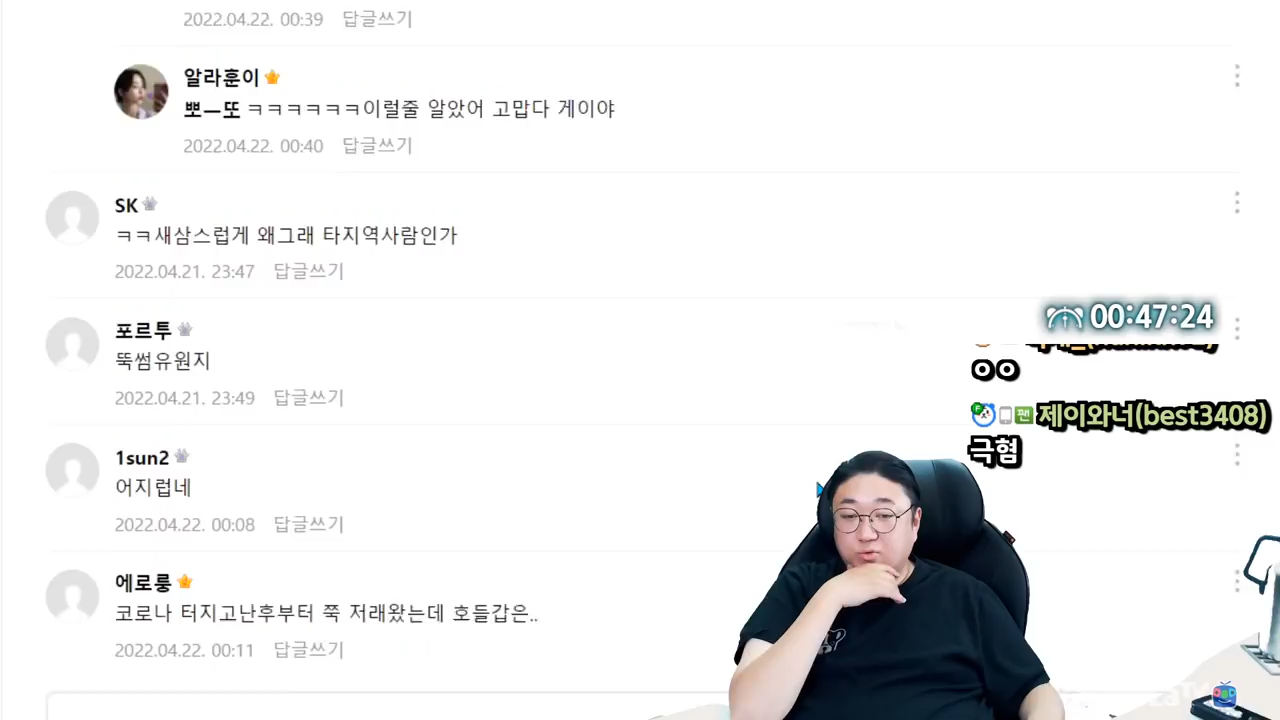 2022.04.22. 00:39 답글쓰기
알라훈이
뽀ㅡ또 ㅋㅋㅋㅋㅋㅋ이럴줄 알았어 고맙다 게이야
2022.04.22. 00:40 답글쓰기
SK
ㅋㅋ새삼스럽게 왜그래 타지역사람인가
2022.04.21. 23:47 답글쓰기
00:47:24
포르투
뚝썸유원지
2022.04.21. 23:49 답글쓰기
ㅇㅇ
팬 제이와너(best3408)
극혐
1sun2
어지럽네
2022.04.22. 00:08 답글쓰기
에로룽
코로나 터지고난후부터 쭉 저래왔는데 호들갑은..
2022.04.22. 00:11 답글쓰기